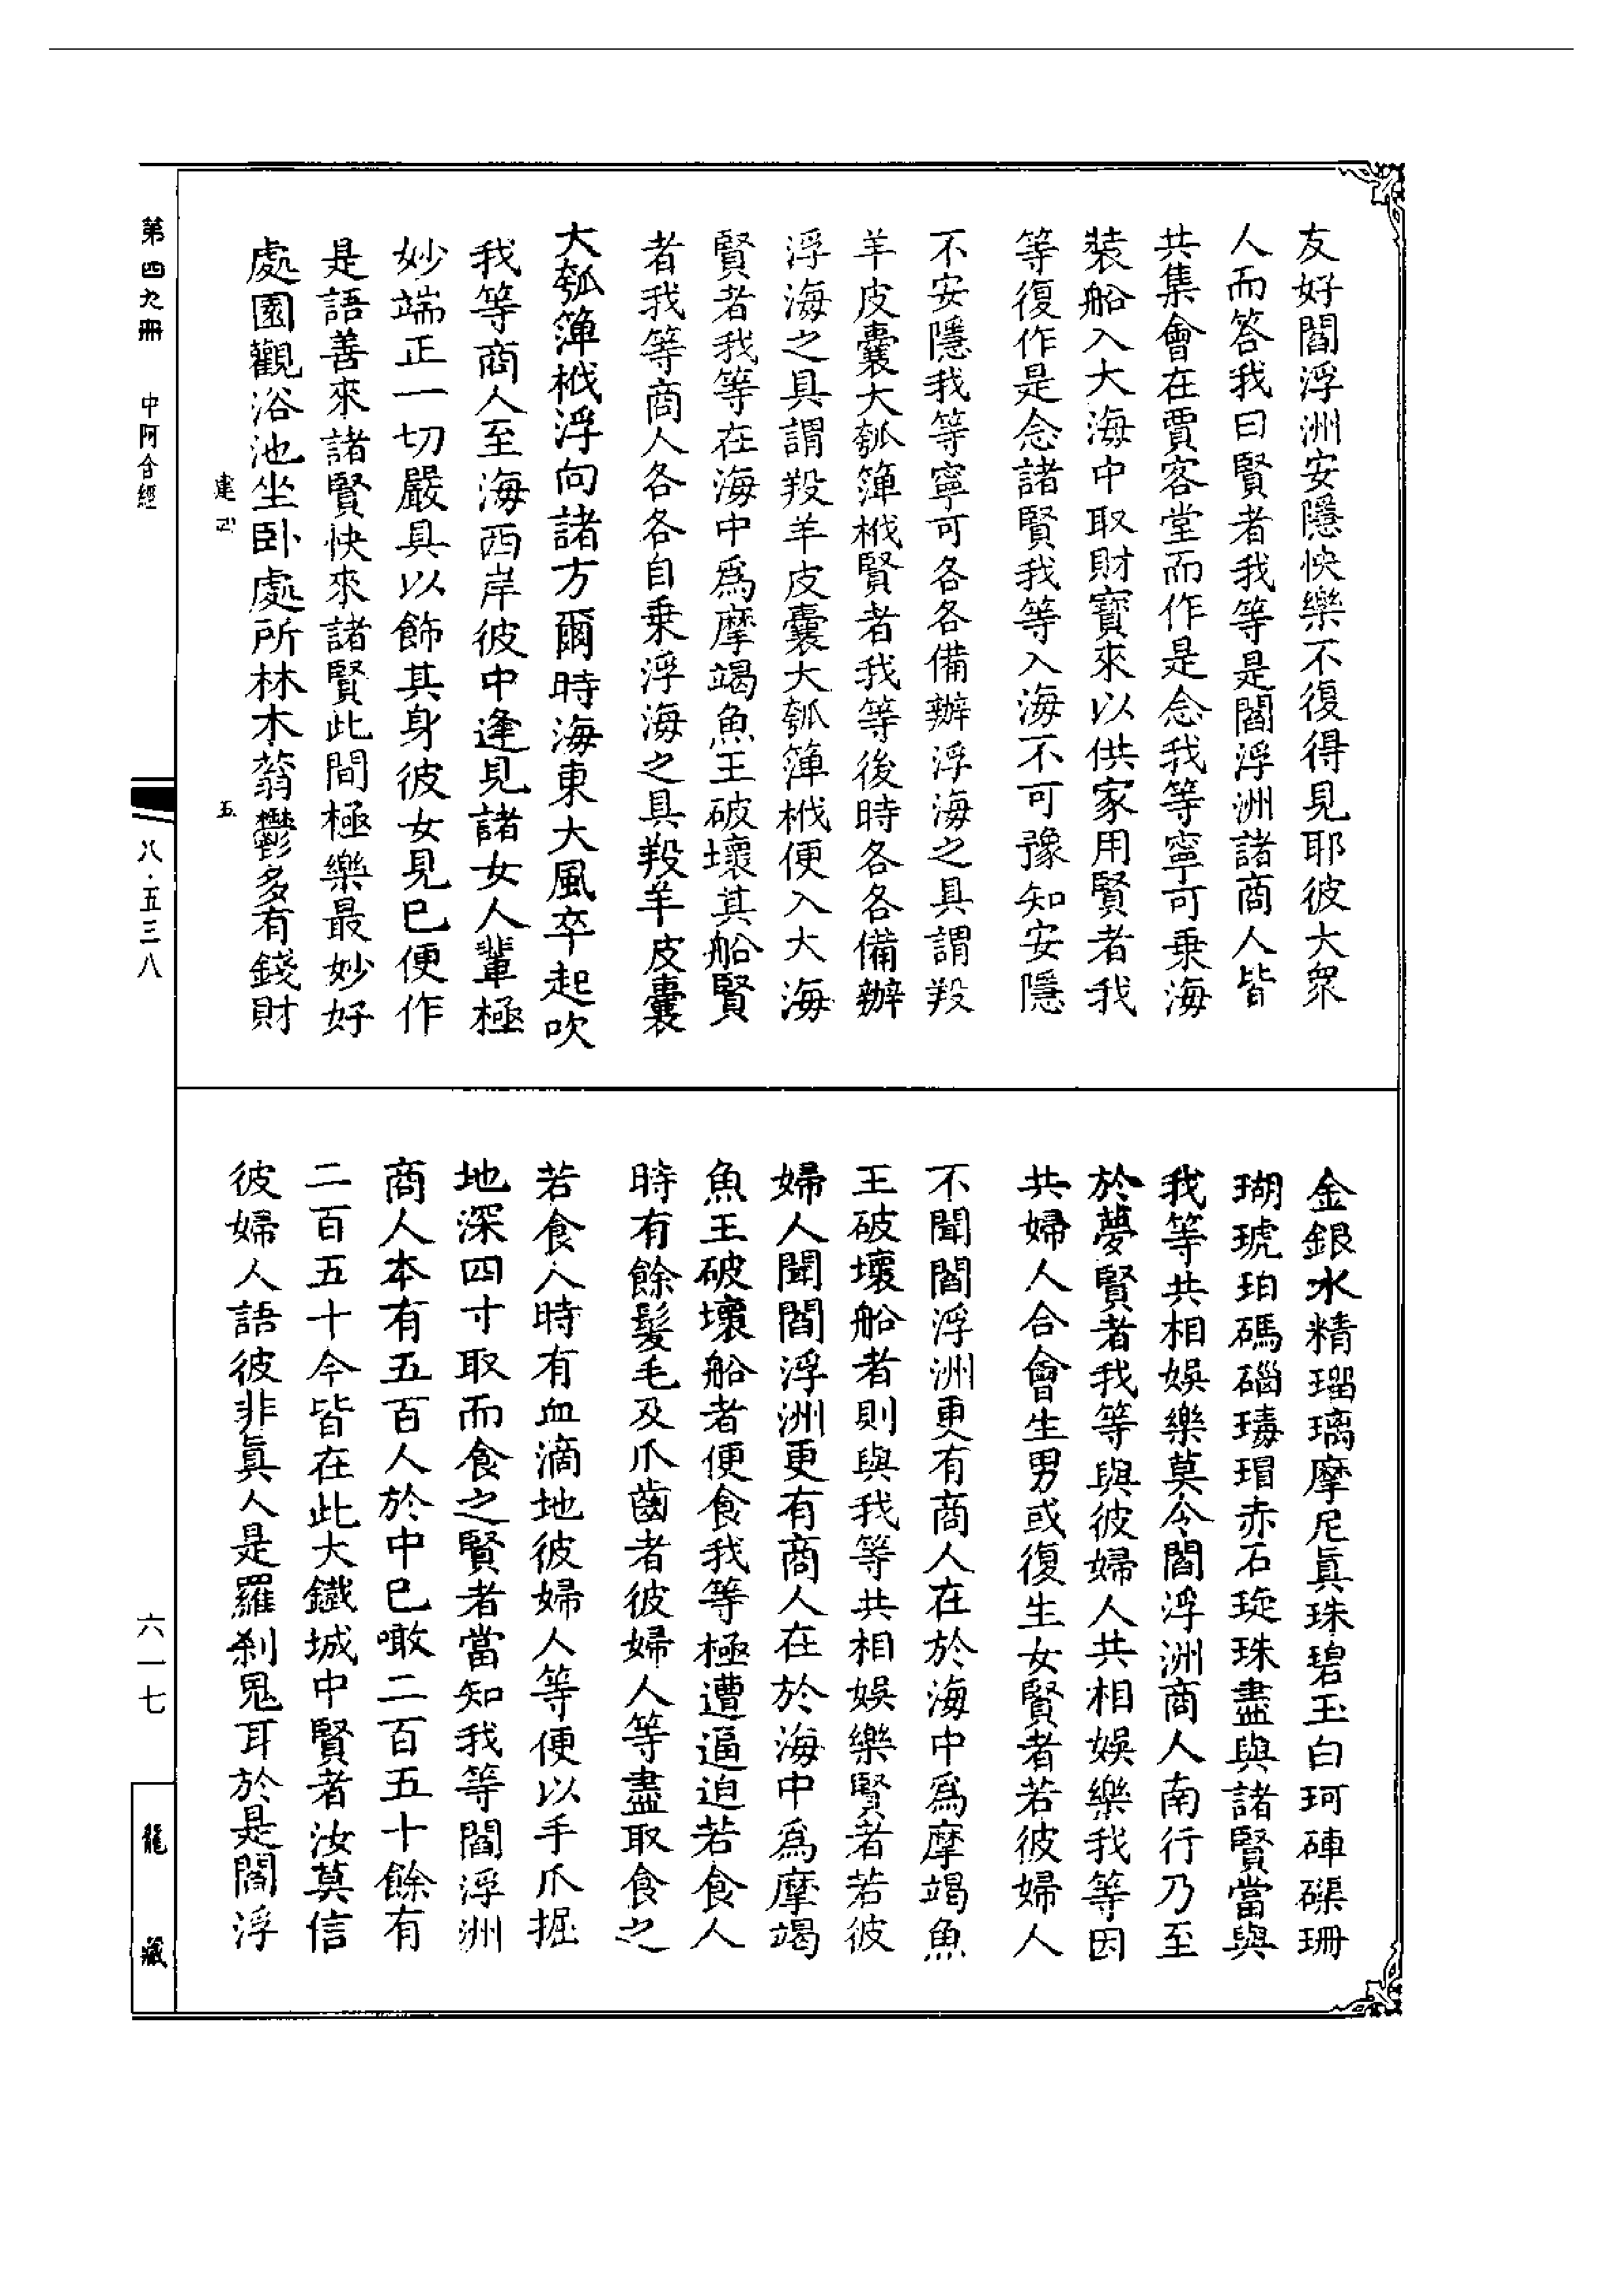 友好閻浮洲安隱快樂不復得見耶彼大衆
人而答我曰賢者我等是閻浮洲諸商人皆
共集會在賈客堂而作是念我等寧可乗海
裝船入大海中取財寳來以供家用賢者我
等復作是念諸賢我等入海不可豫知安隱
不安隱我等寧可各各備辦浮海之具謂羖
羊皮囊大瓠簰栰賢者我等後時各各備辦
浮海之具謂羖羊皮囊大瓠簰栰便入大海
賢者我等在海中爲摩竭魚王破壞其船賢
者我等商人各各自乗浮海之具羖羊皮囊
大瓠簰栰浮向諸方爾時海東大風卒起吹
我等商人至海西岸彼中逢見諸女人輩極
妙端正一切嚴具以飾其身彼女見已便作
是語善來諸賢快來諸賢此間極樂最妙好
處園觀浴池坐卧處所林木蓊鬱多有錢財
金銀水精瑠璃摩尼眞珠碧玉白珂硨磲珊
瑚琥珀碼碯瑇瑁赤石琁珠盡與諸賢當與
我等共相娛樂莫令閻浮洲商人南行乃至
於夢賢者我等與彼婦人共相娛樂我等因
共婦人合會生男或復生女賢者若彼婦人
不聞閻浮洲更有商人在於海中爲摩竭魚
王破壞船者則與我等共相娛樂賢者若彼
婦人聞閻浮洲更有商人在於海中爲摩竭
魚王破壞船者便食我等極遭逼迫若食人
時有餘髮毛及爪齒者彼婦人等盡取食之
若食人時有血滴地彼婦人等便以手爪掘
地深四寸取而食之賢者當知我等閻浮洲
商人本有五百人於中已噉二百五十餘有
二百五十今皆在此大鐵城中賢者汝莫信
彼婦人語彼非眞人是羅刹鬼耳於是閻浮
第四九冊 中阿含經
建四 五
八·五三八
六一七
龍藏